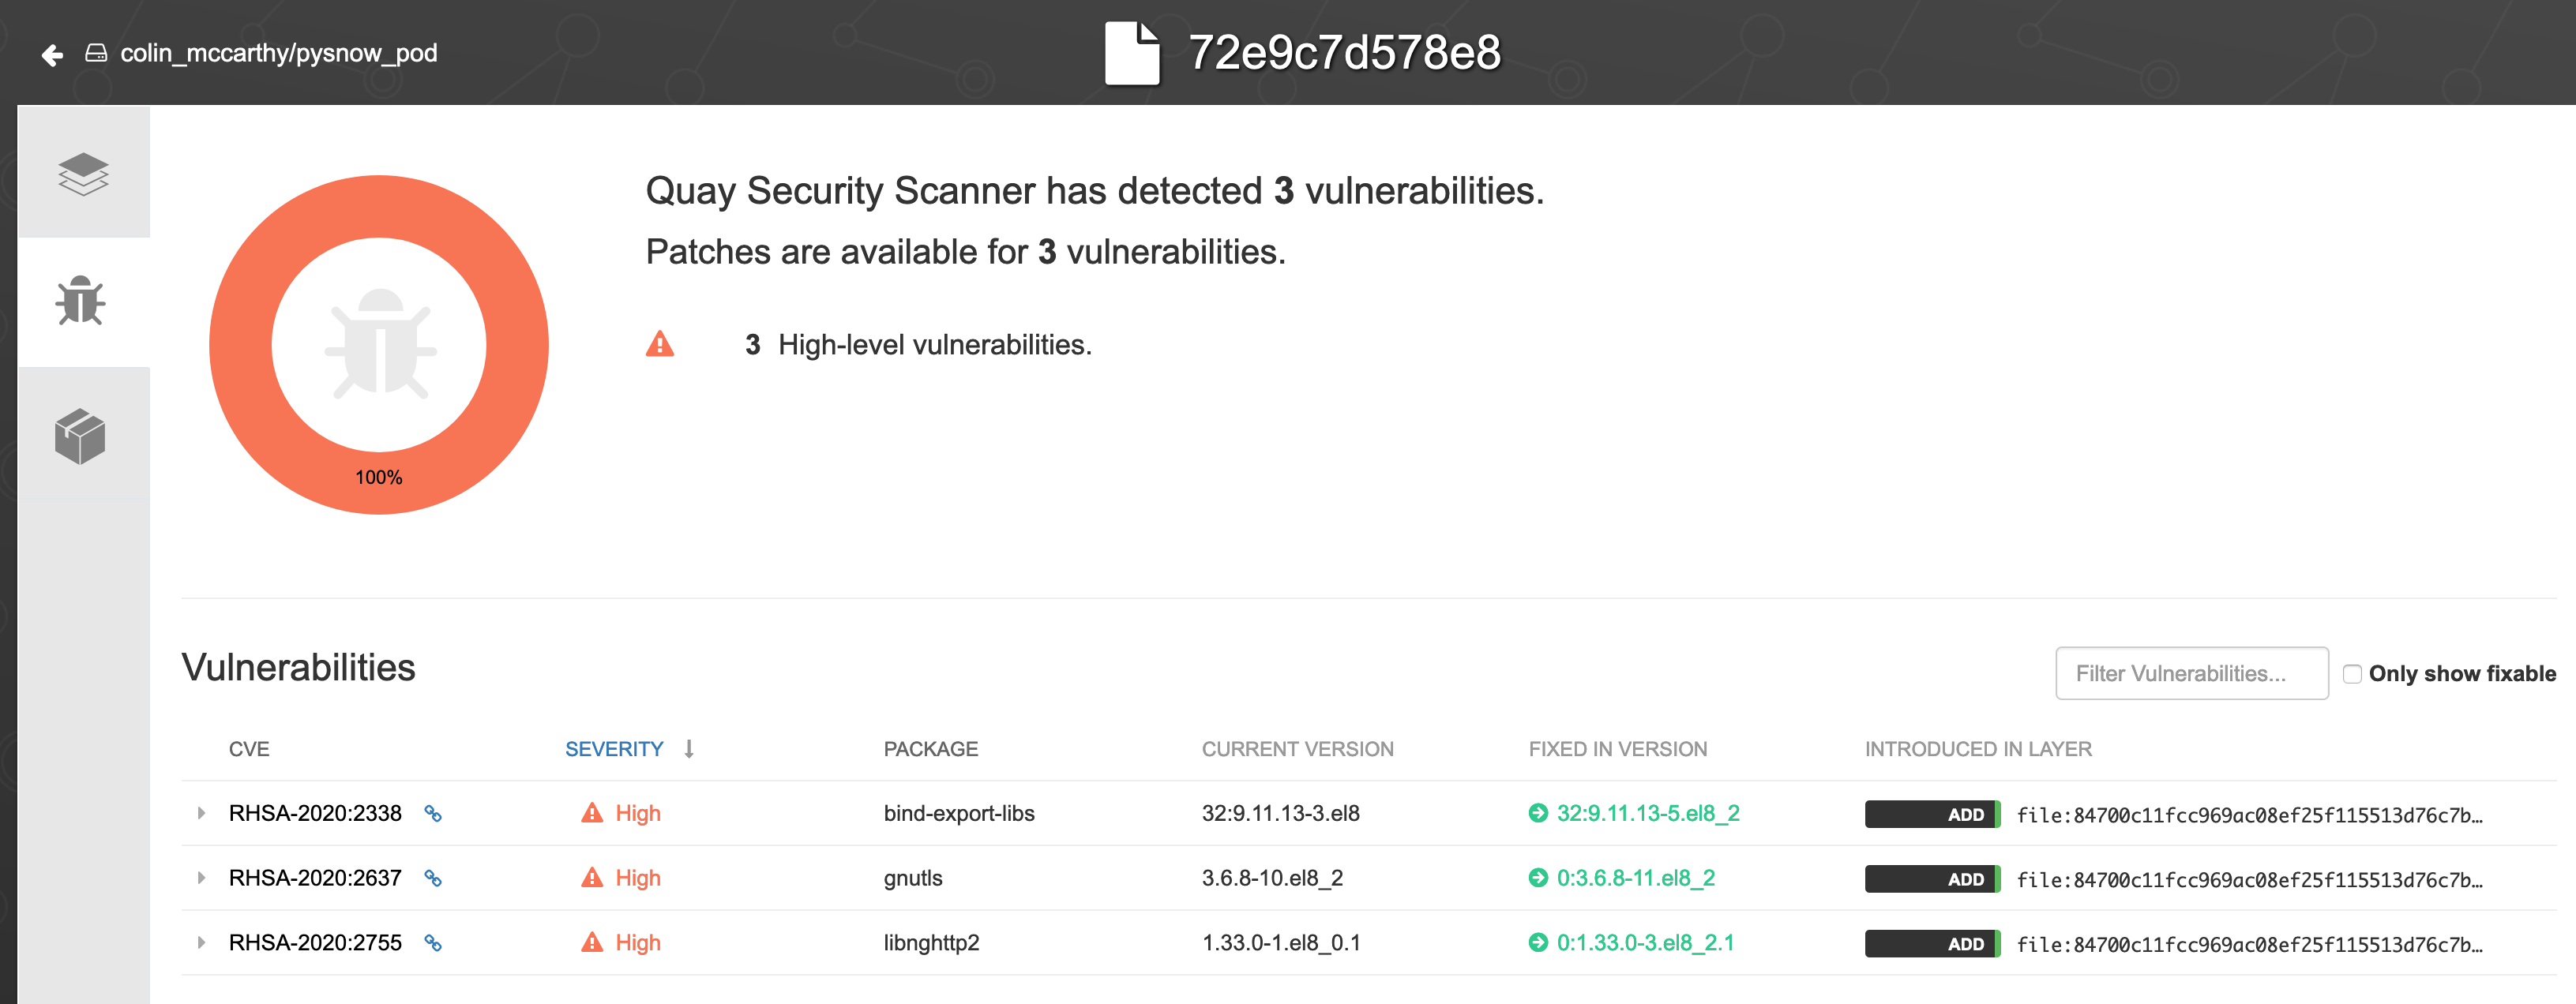 colin_mccarthy/pysnow_pod
72e9c7d578e8
Quay Security Scanner has detected 3 vulnerabilities.
Patches are available for 3 vulnerabilities.
3 High-level vulnerabilities.
100%
Vulnerabilities
Filter Vulnerabilities...
Only show fixable
CVE SEVERITY PACKAGE CURRENT VERSION FIXED IN VERSION INTRODUCED IN LAYER
RHSA-2020:2338 High bind-export-libs 32:9.11.13-3.el8 32:9.11.13-5.el8_2 ADD file:84700c11fcc969ac08ef25f115513d76c7b…
RHSA-2020:2637 High gnutls 3.6.8-10.el8_2 0:3.6.8-11.el8_2 ADD file:84700c11fcc969ac08ef25f115513d76c7b…
RHSA-2020:2755 High libnghttp2 1.33.0-1.el8_0.1 0:1.33.0-3.el8_2.1 ADD file:84700c11fcc969ac08ef25f115513d76c7b…